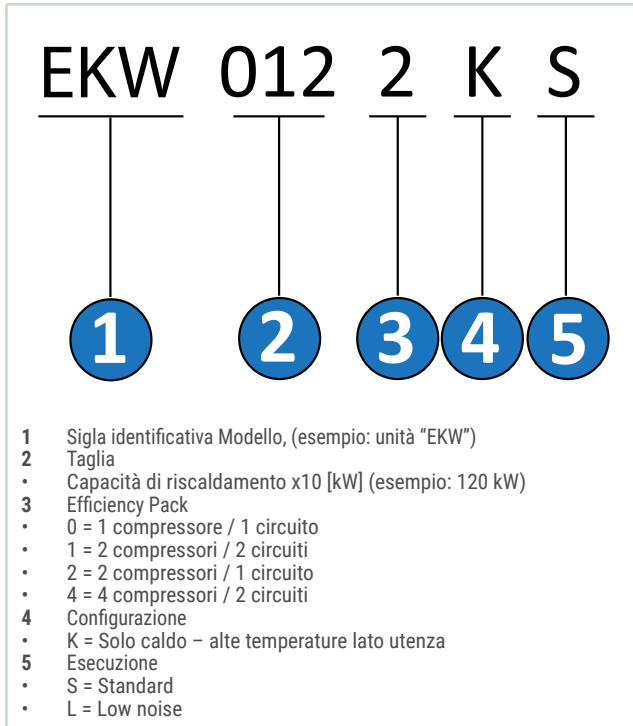 EKW 012 2 K S
1 2 3 4 5
1 Sigla identificativa Modello, (esempio: unità “EKW”)
2 Taglia
• Capacità di riscaldamento x10 [kW] (esempio: 120 kW)
3 Efficiency Pack
• 0 = 1 compressore / 1 circuito
• 1 = 2 compressori / 2 circuiti
• 2 = 2 compressori / 1 circuito
• 4 = 4 compressori / 2 circuiti
4 Configurazione
• K = Solo caldo – alte temperature lato utenza
5 Esecuzione
• S = Standard
• L = Low noise